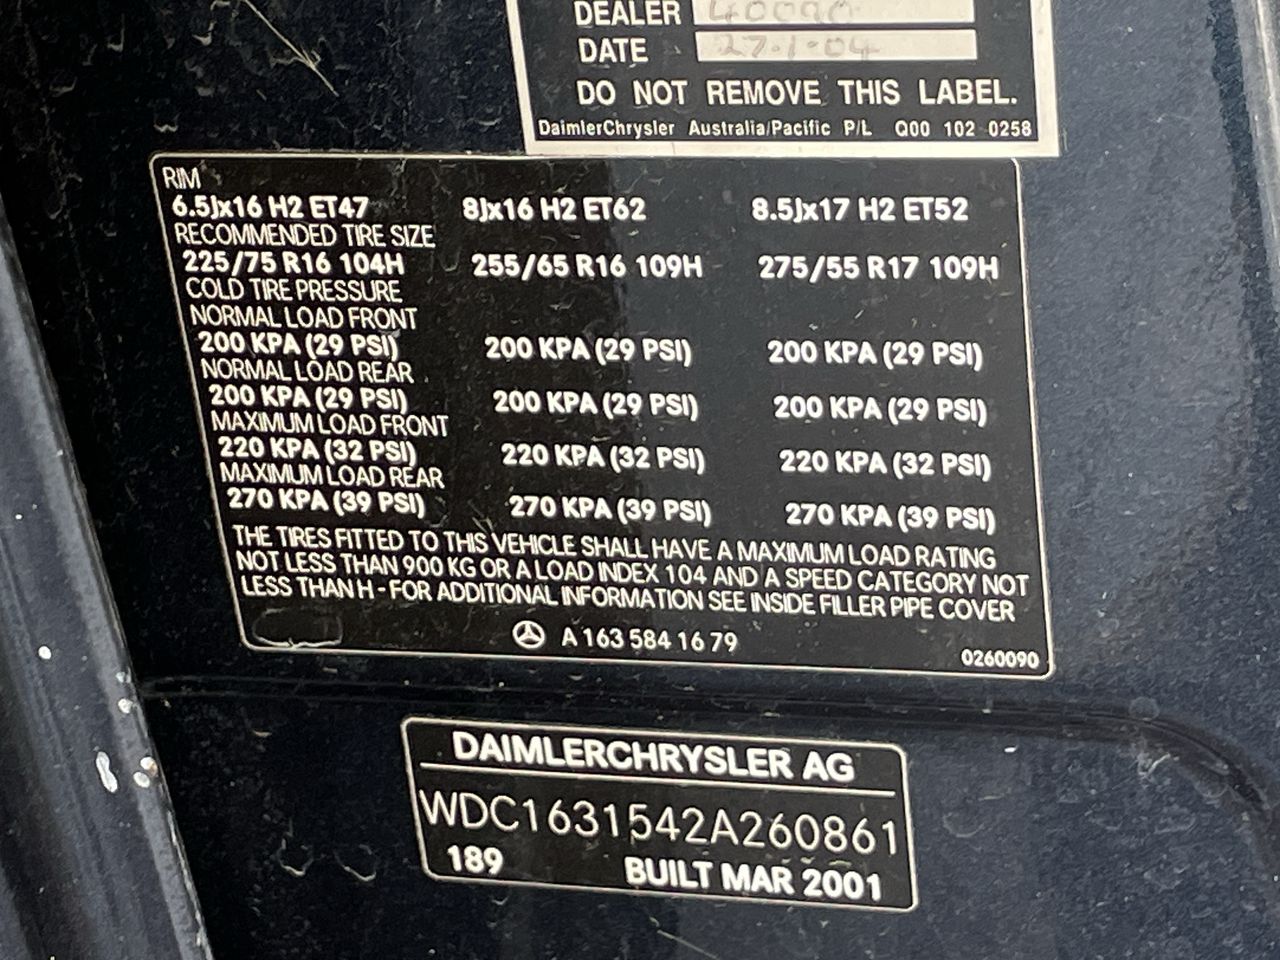 DEALER 40090
DATE 27-1-04
DO NOT REMOVE THIS LABEL.
DaimlerChrysler Australia/Pacific P/L Q00 102 0258
RIM
6.5Jx16 H2 ET47 8Jx16 H2 ET62 8.5Jx17 H2 ET52
RECOMMENDED TIRE SIZE
225/75 R16 104H 255/65 R16 109H 275/55 R17 109H
COLD TIRE PRESSURE
NORMAL LOAD FRONT
200 KPA (29 PSI) 200 KPA (29 PSI) 200 KPA (29 PSI)
NORMAL LOAD REAR
200 KPA (29 PSI) 200 KPA (29 PSI) 200 KPA (29 PSI)
MAXIMUM LOAD FRONT
220 KPA (32 PSI) 220 KPA (32 PSI) 220 KPA (32 PSI)
MAXIMUM LOAD REAR
270 KPA (39 PSI) 270 KPA (39 PSI) 270 KPA (39 PSI)
THE TIRES FITTED TO THIS VEHICLE SHALL HAVE A MAXIMUM LOAD RATING
NOT LESS THAN 900 KG OR A LOAD INDEX 104 AND A SPEED CATEGORY NOT
LESS THAN H - FOR ADDITIONAL INFORMATION SEE INSIDE FILLER PIPE COVER
A 163 584 16 79
0260090
DAIMLERCHRYSLER AG
WDC1631542A260861
189 BUILT MAR 2001